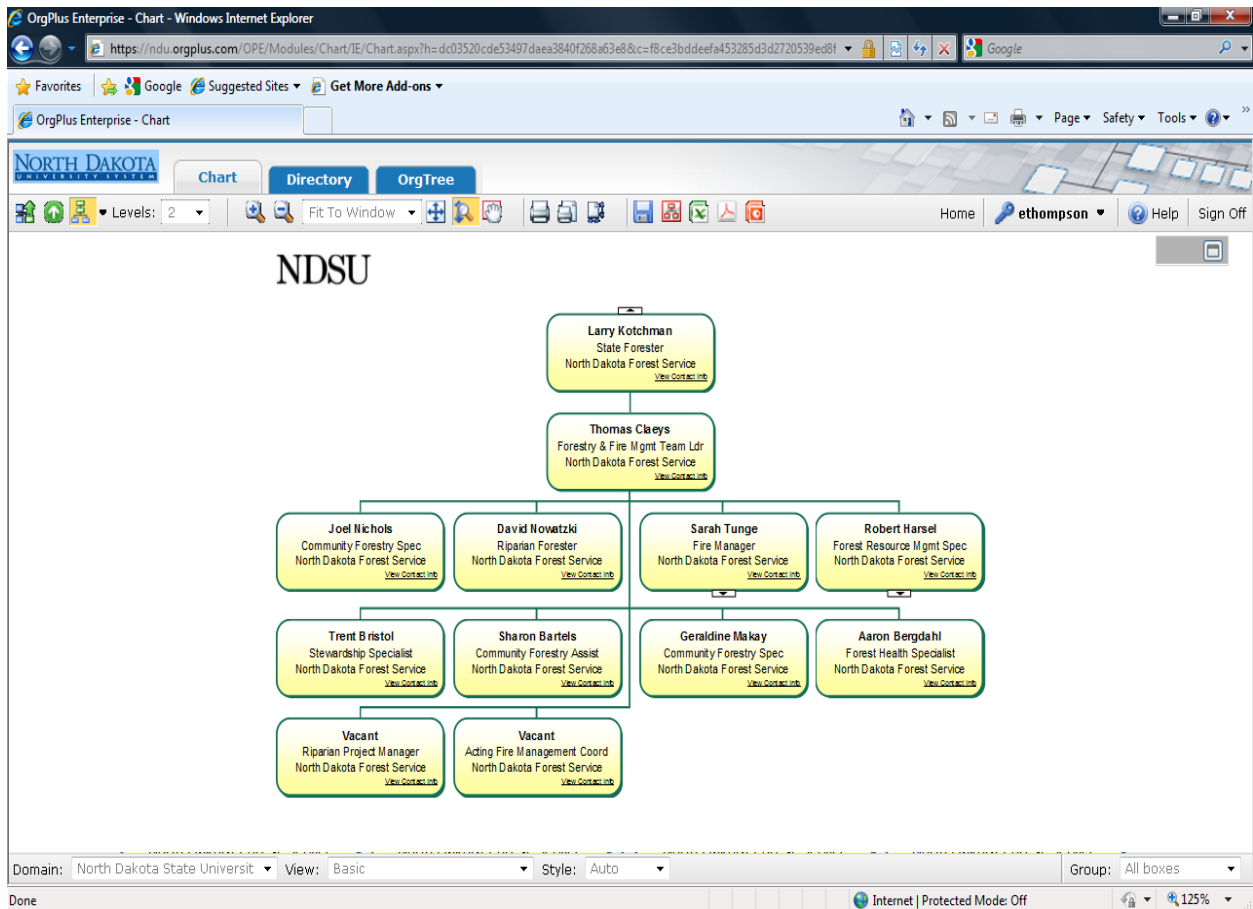 OrgPlus Enterprise - Chart - Windows Internet Explorer
https://ndu.orgplus.com/OPE/Modules/Chart/IE/Chart.aspx?h=dc03520cde53497daea3840f268a63e8&c=f8ce3bddeefa453285d3d2720539ed8f
Google
Favorites Google Suggested Sites Get More Add-ons
OrgPlus Enterprise - Chart
Page Safety Tools
NORTH DAKOTA
UNIVERSITY SYSTEM
Chart Directory OrgTree
Levels: 2 Fit To Window Home ethompson Help Sign Off
NDSU
Larry Kotchman
State Forester
North Dakota Forest Service
View Contact Info
Thomas Claeys
Forestry & Fire Mgmt Team Ldr
North Dakota Forest Service
View Contact Info
Joel Nichols
Community Forestry Spec
North Dakota Forest Service
View Contact Info
David Nowatzki
Riparian Forester
North Dakota Forest Service
View Contact Info
Sarah Tunge
Fire Manager
North Dakota Forest Service
View Contact Info
Robert Harsel
Forest Resource Mgmt Spec
North Dakota Forest Service
View Contact Info
Trent Bristol
Stewardship Specialist
North Dakota Forest Service
View Contact Info
Sharon Bartels
Community Forestry Assist
North Dakota Forest Service
View Contact Info
Geraldine Makay
Community Forestry Spec
North Dakota Forest Service
View Contact Info
Aaron Bergdahl
Forest Health Specialist
North Dakota Forest Service
View Contact Info
Vacant
Riparian Project Manager
North Dakota Forest Service
View Contact Info
Vacant
Acting Fire Management Coord
North Dakota Forest Service
View Contact Info
Domain: North Dakota State Universit View: Basic Style: Auto Group: All boxes
Done Internet | Protected Mode: Off 125%